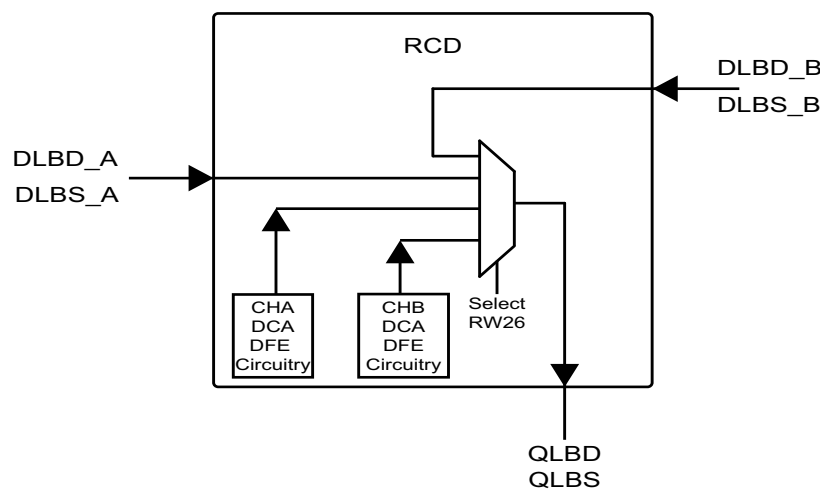 RCD
DLBD_B
DLBS_B
DLBD_A
DLBS_A
CHA
DCA
DFE
Circuitry
CHB
DCA
DFE
Circuitry
Select
RW26
QLBD
QLBS